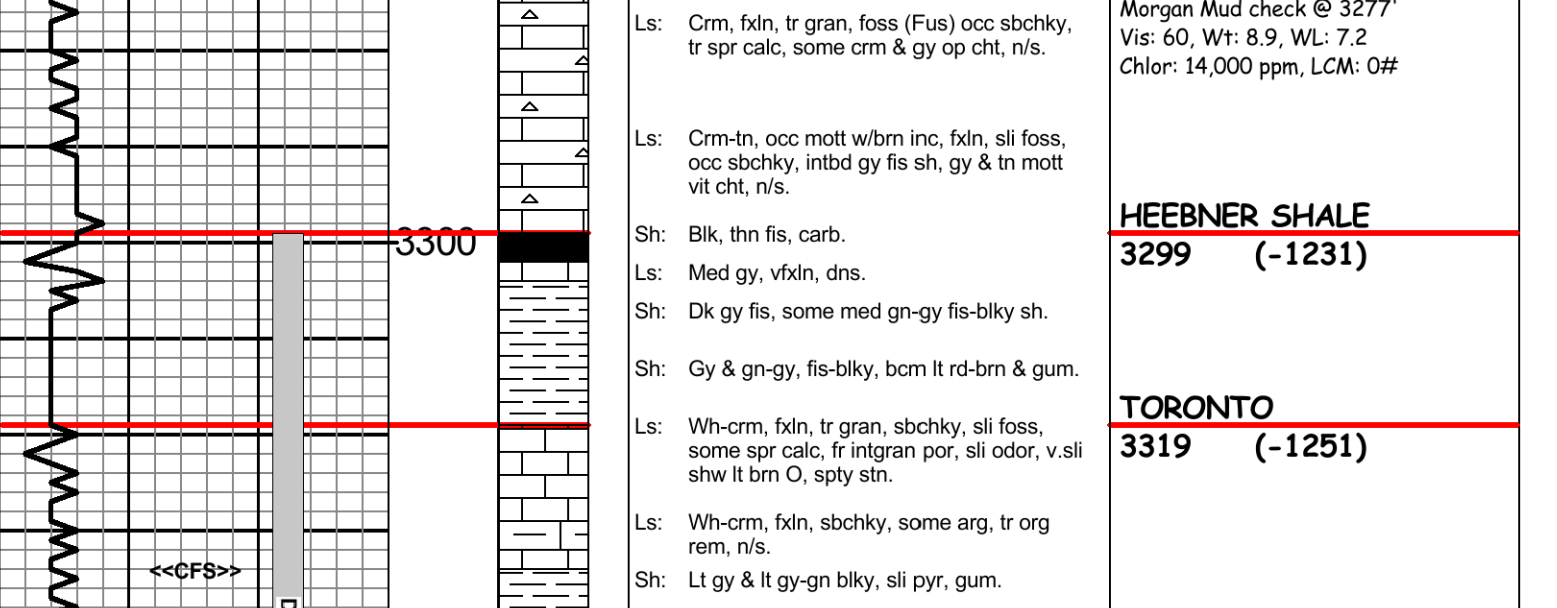 Morgan Mud check @ 3277'
Vis: 60, Wt: 8.9, WL: 7.2
Chlor: 14,000 ppm, LCM: 0#
Ls: Crm, fxln, tr gran, foss (Fus) occ sbchky,
tr spr calc, some crm & gy op cht, n/s.
Ls: Crm-tn, occ mott w/brn inc, fxln, sli foss,
occ sbchky, intbd gy fis sh, gy & tn mott
vit cht, n/s.
HEEBNER SHALE
3300
Sh: Blk, thn fis, carb.
3299 (-1231)
Ls: Med gy, vfxln, dns.
Sh: Dk gy fis, some med gn-gy fis-blky sh.
Sh: Gy & gn-gy, fis-blky, bcm lt rd-brn & gum.
TORONTO
3319 (-1251)
Ls: Wh-crm, fxln, tr gran, sbchky, sli foss,
some spr calc, fr intgran por, sli odor, v.sli
shw lt brn O, spty stn.
Ls: Wh-crm, fxln, sbchky, some arg, tr org
rem, n/s.
<<CFS>>
Sh: Lt gy & lt gy-gn blky, sli pyr, gum.